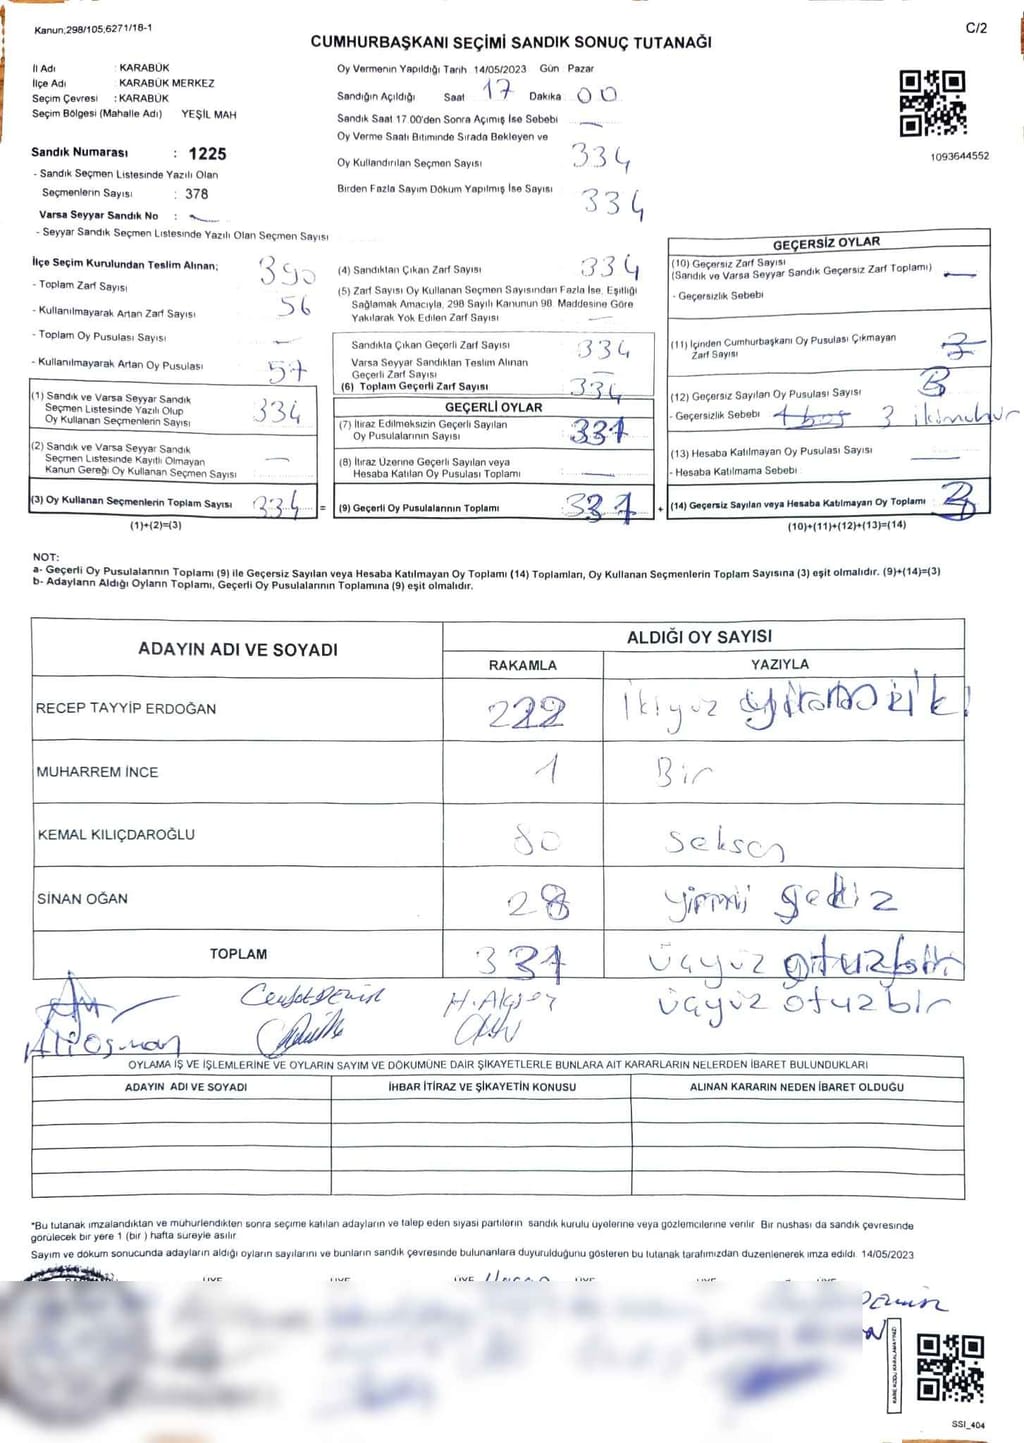 Kanun;298/105,6271/18-1
C/2
CUMHURBAŞKANI SEÇİMİ SANDIK SONUÇ TUTANAĞI
İl Adı : KARABÜK
İlçe Adı KARABÜK MERKEZ
Seçim Çevresi : KARABÜK
Seçim Bölgesi (Mahalle Adı) YEŞİL MAH
Sandık Numarası : 1225
- Sandık Seçmen Listesinde Yazılı Olan
Seçmenlerin Sayısı : 378
Varsa Seyyar Sandık No : —
- Seyyar Sandık Seçmen Listesinde Yazılı Olan Seçmen Sayısı
Oy Vermenin Yapıldığı Tarih 14/05/2023 Gün Pazar
Sandığın Açıldığı Saat 17 Dakika 00
Sandık Saat 17.00'den Sonra Açımış İse Sebebi —
Oy Verme Saati Bitiminde Sırada Bekleyen ve
Oy Kullandırılan Seçmen Sayısı 334
Birden Fazla Sayım Döküm Yapılmış İse Sayısı 334
1093644552
İlçe Seçim Kurulundan Teslim Alınan;
- Toplam Zarf Sayısı 390
- Kullanılmayarak Artan Zarf Sayısı 56
- Toplam Oy Pusulası Sayısı : —
- Kullanılmayarak Artan Oy Pusulası 57
(1) Sandık ve Varsa Seyyar Sandık
Seçmen Listesinde Yazılı Olup
Oy Kullanan Seçmenlerin Sayısı 334
(2) Sandık ve Varsa Seyyar Sandık
Seçmen Listesinde Kayıtlı Olmayan
Kanun Gereği Oy Kullanan Seçmen Sayısı —
(3) Oy Kullanan Seçmenlerin Toplam Sayısı 334 =
(1)+(2)=(3)
(4) Sandıktan Çıkan Zarf Sayısı 334
(5) Zarf Sayısı Oy Kullanan Seçmen Sayısından Fazla İse, Eşitliği
Sağlamak Amacıyla, 298 Sayılı Kanunun 98. Maddesine Göre
Yakılarak Yok Edilen Zarf Sayısı —
Sandıkta Çıkan Geçerli Zarf Sayısı 334
Varsa Seyyar Sandıktan Teslim Alınan
Geçerli Zarf Sayısı —
(6) Toplam Geçerli Zarf Sayısı 334
GEÇERLİ OYLAR
(7) İtiraz Edilmeksizin Geçerli Sayılan
Oy Pusulalarının Sayısı 331
(8) İtiraz Üzerine Geçerli Sayılan veya
Hesaba Katılan Oy Pusulası Toplamı —
(9) Geçerli Oy Pusulalarının Toplamı 331 +
GEÇERSİZ OYLAR
(10) Geçersiz Zarf Sayısı
(Sandık ve Varsa Seyyar Sandık Geçersiz Zarf Toplamı) —
- Geçersizlik Sebebi
(11) İçinden Cumhurbaşkanı Oy Pusulası Çıkmayan
Zarf Sayısı
(12) Geçersiz Sayılan Oy Pusulası Sayısı 3
- Geçersizlik Sebebi 1 boş 3 iki mühür
(13) Hesaba Katılmayan Oy Pusulası Sayısı —
- Hesaba Katılmama Sebebi
(14) Geçersiz Sayılan veya Hesaba Katılmayan Oy Toplamı 3
(10)+(11)+(12)+(13)=(14)
NOT:
a- Geçerli Oy Pusulalarının Toplamı (9) ile Geçersiz Sayılan veya Hesaba Katılmayan Oy Toplamı (14) Toplamları, Oy Kullanan Seçmenlerin Toplam Sayısına (3) eşit olmalıdır. (9)+(14)=(3)
b- Adayların Aldığı Oyların Toplamı, Geçerli Oy Pusulalarının Toplamına (9) eşit olmalıdır.
ADAYIN ADI VE SOYADI
ALDIĞI OY SAYISI
RAKAMLA YAZIYLA
RECEP TAYYİP ERDOĞAN 222 ikiyüz yirmi iki
MUHARREM İNCE 1 Bir
KEMAL KILIÇDAROĞLU 80 Seksen
SİNAN OĞAN 28 yirmi sekiz
TOPLAM 331 üçyüz otuzbir
üçyüz otuzbir
Cevdet DEMİR H. Akçay
Ali Osman
OYLAMA İŞ VE İŞLEMLERİNE VE OYLARIN SAYIM VE DÖKÜMÜNE DAİR ŞİKAYETLERLE BUNLARA AİT KARARLARIN NELERDEN İBARET BULUNDUKLARI
ADAYIN ADI VE SOYADI İHBAR İTİRAZ VE ŞİKAYETİN KONUSU ALINAN KARARIN NEDEN İBARET OLDUĞU
*Bu tutanak imzalandıktan ve mühürlendikten sonra seçime katılan adayların ve talep eden siyasi partilerin sandık kurulu üyelerine veya gözlemcilerine verilir. Bir nushası da sandık çevresinde
görülecek bir yere 1 (bir) hafta süreyle asılır.
Sayım ve döküm sonucunda adayların aldığı oyların sayılarını ve bunların sandık çevresinde bulunanlara duyurulduğunu gösteren bu tutanak tarafımızdan düzenlenerek imza edildi. 14/05/2023
ÜYE ÜYE ÜYE ÜYE ÜYE ÜYE
Demir
KARE KODU KARALAMAYINIZ!
SSI_404